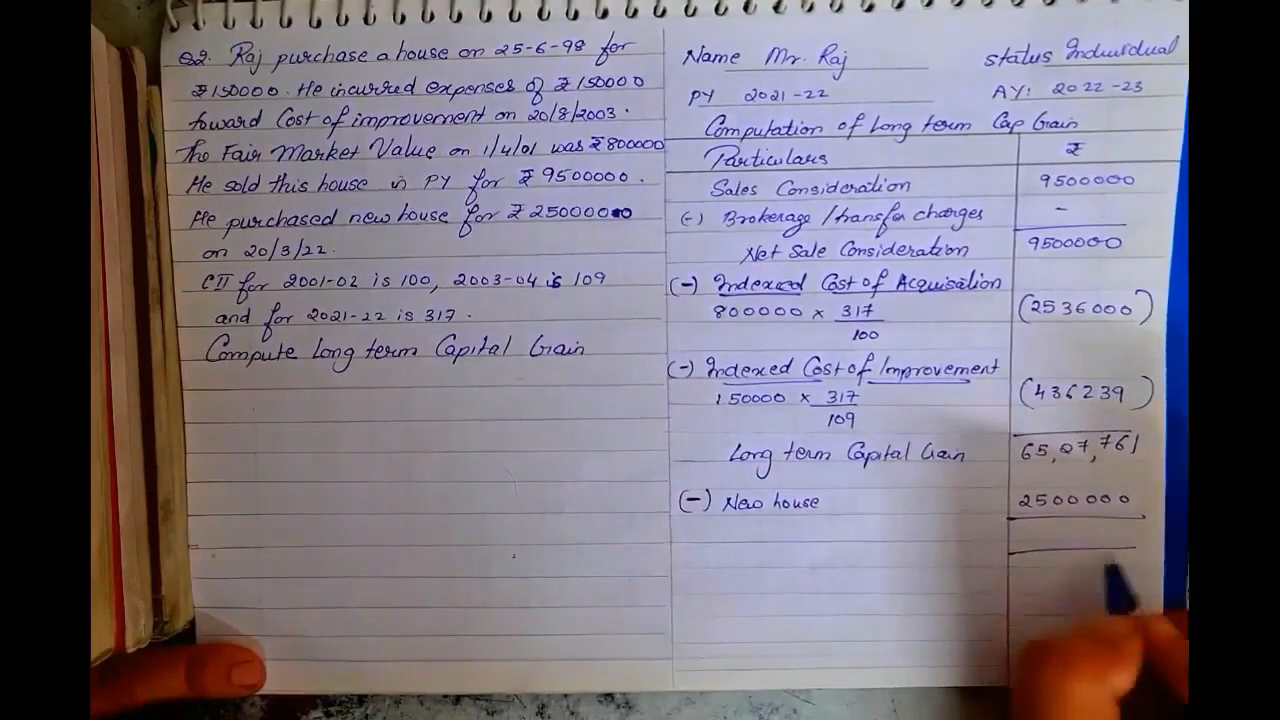 Q2. Raj purchase a house on 25-6-98 for
₹150000. He incurred expenses of ₹150000
toward Cost of improvement on 20/8/2003.
The Fair Market Value on 1/4/01 was ₹800000
He sold this house in PY for ₹9500000.
He purchased new house for ₹2500000
on 20/3/22.
CII for 2001-02 is 100, 2003-04 is 109
and for 2021-22 is 317.
Compute Long term Capital Gain
Name Mr. Raj status Individual
PY 2021-22 AY: 2022-23
Computation of Long term Cap Gain
Particulars ₹
Sales Consideration 9500000
(-) Brokerage/transfer charges -
Net Sale Consideration 9500000
(-) Indexed Cost of Acquisation
800000 × 317/100 (2536000)
(-) Indexed Cost of Improvement
150000 × 317/109 (436239)
Long term Capital Gain 65,27,761
(-) New house 2500000